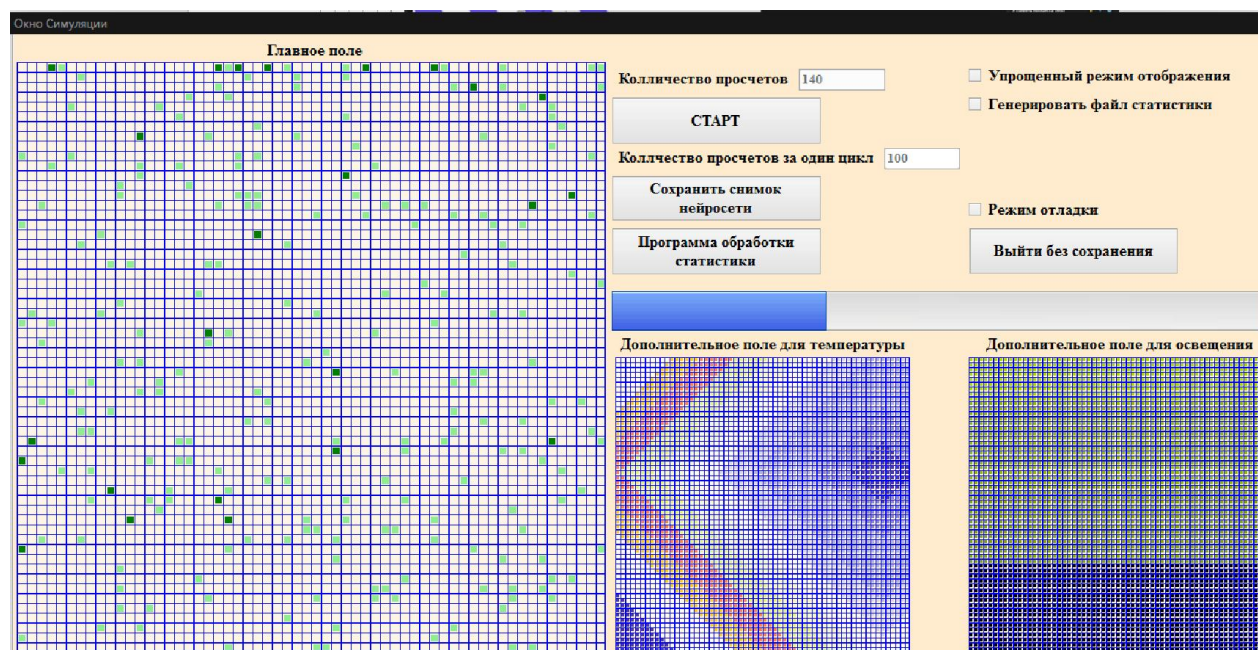 Окно Симуляции
Главное поле
Колличество просчетов 140
Упрощенный режим отображения
Генерировать файл статистики
СТАРТ
Коллчество просчетов за один цикл 100
Сохранить снимок
нейросети
Режим отладки
Программа обработки
статистики
Выйти без сохранения
Дополнительное поле для температуры
Дополнительное поле для освещения